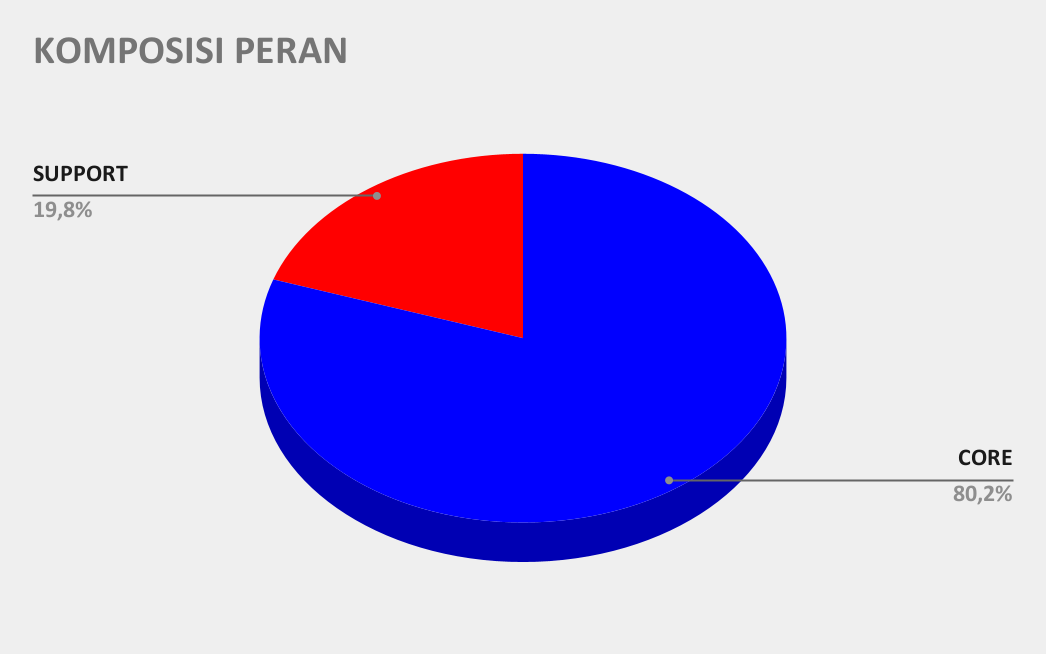 KOMPOSISI PERAN
SUPPORT
19,8%
CORE
80,2%